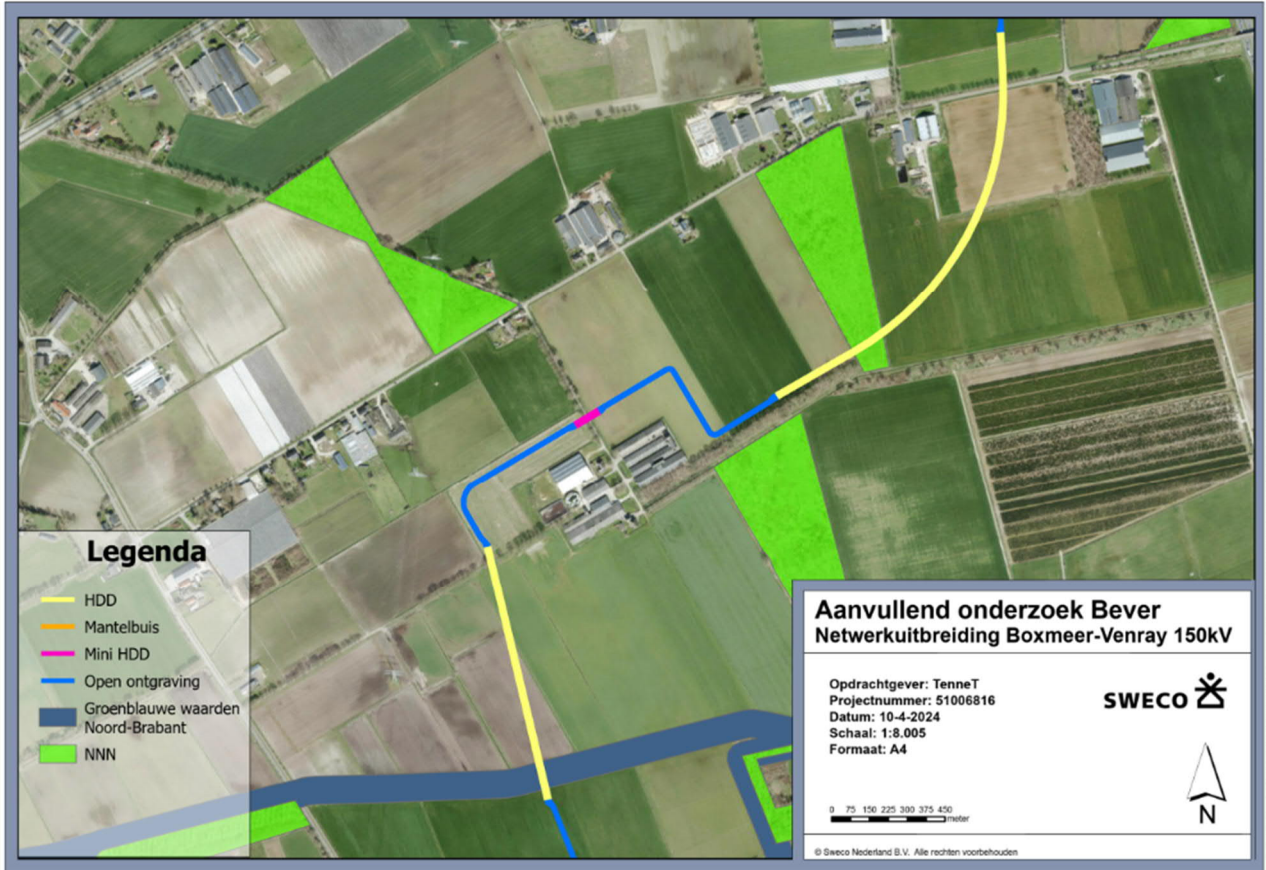 Legenda
HDD
Mantelbuis
Mini HDD
Open ontgraving
Groenblauwe waarden
Noord-Brabant
NNN
Aanvullend onderzoek Bever
Netwerkuitbreiding Boxmeer-Venray 150kV
Opdrachtgever: TenneT
Projectnummer: 51006816
Datum: 10-4-2024
Schaal: 1:8.005
Formaat: A4
SWECO
0 75 150 225 300 375 450
meter
N
© Sweco Nederland B.V. Alle rechten voorbehouden